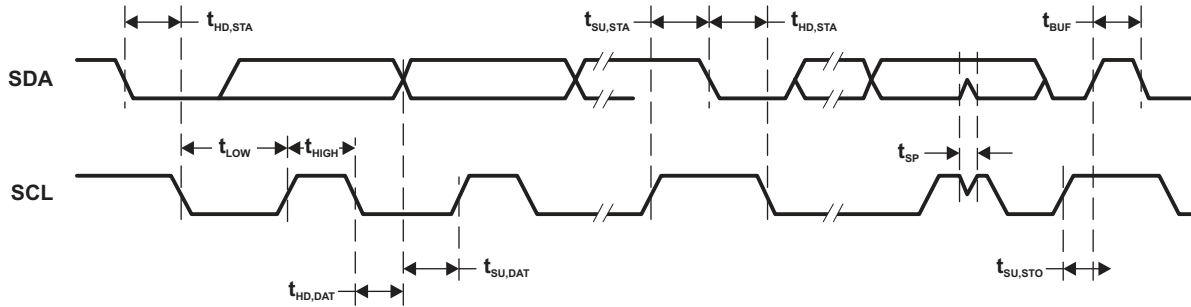 tHD,STA
tSU,STA
tHD,STA
tBUF
SDA
tLOW
tHIGH
tSP
SCL
tHD,DAT
tSU,DAT
tSU,STO